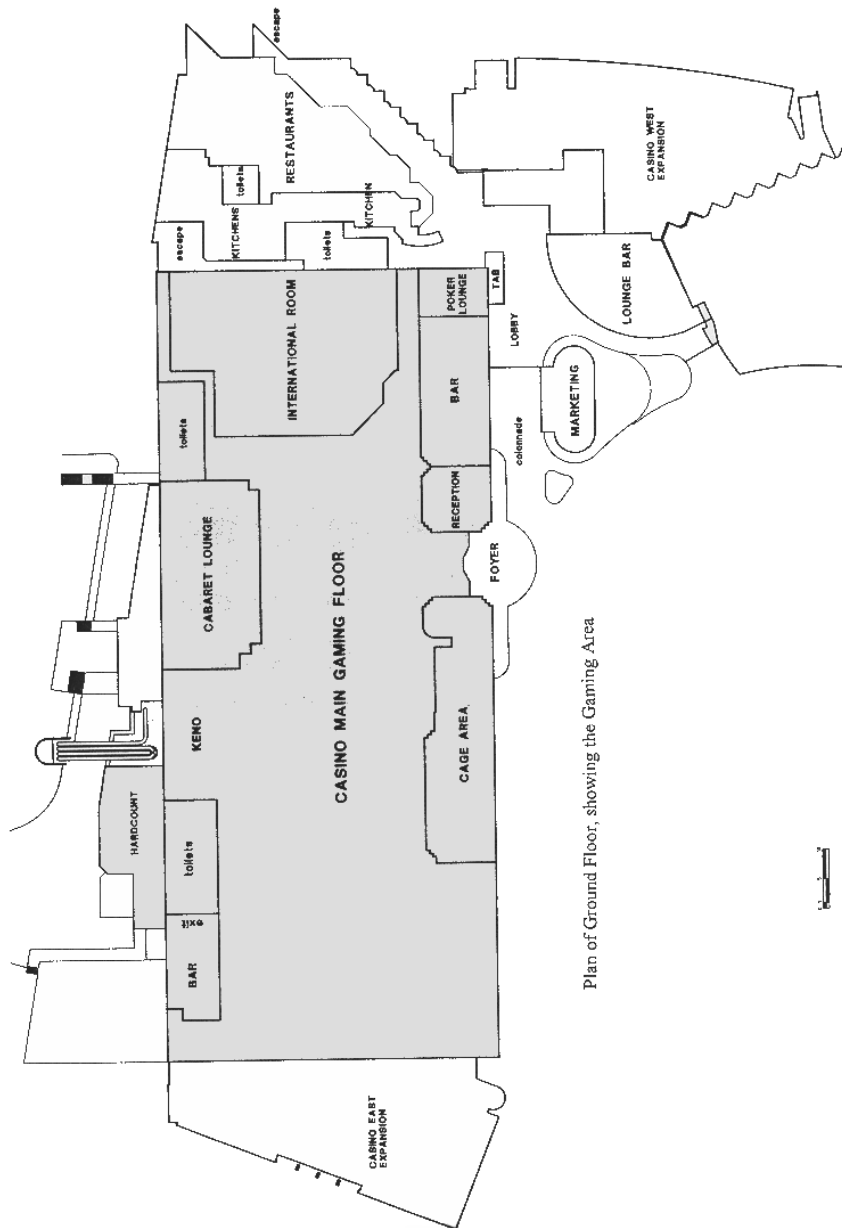 HARDCOUNT
BAR
exit
toilets
KENO
CABARET LOUNGE
toilets
escape
KITCHENS
toilets
escape
RESTAURANTS
INTERNATIONAL ROOM
toilets
KITCHEN
CASINO MAIN GAMING FLOOR
CASINO EAST
EXPANSION
CAGE AREA
RECEPTION
BAR
POKER
LOUNGE
FOYER
TAB
LOBBY
colonnade
MARKETING
LOUNGE BAR
CASINO WEST
EXPANSION
Plan of Ground Floor, showing the Gaming Area